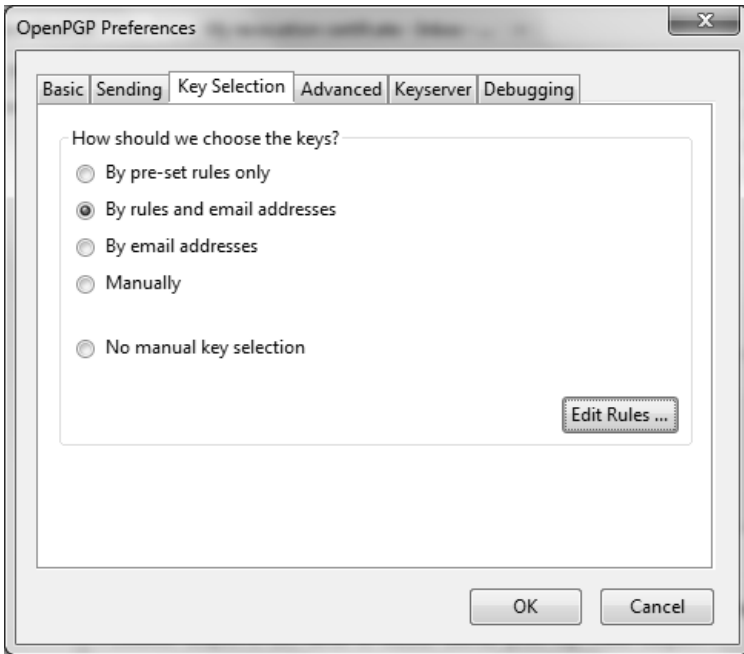 OpenPGP Preferences
Basic Sending Key Selection Advanced Keyserver Debugging
How should we choose the keys?
By pre-set rules only
By rules and email addresses
By email addresses
Manually
No manual key selection
Edit Rules ...
OK Cancel